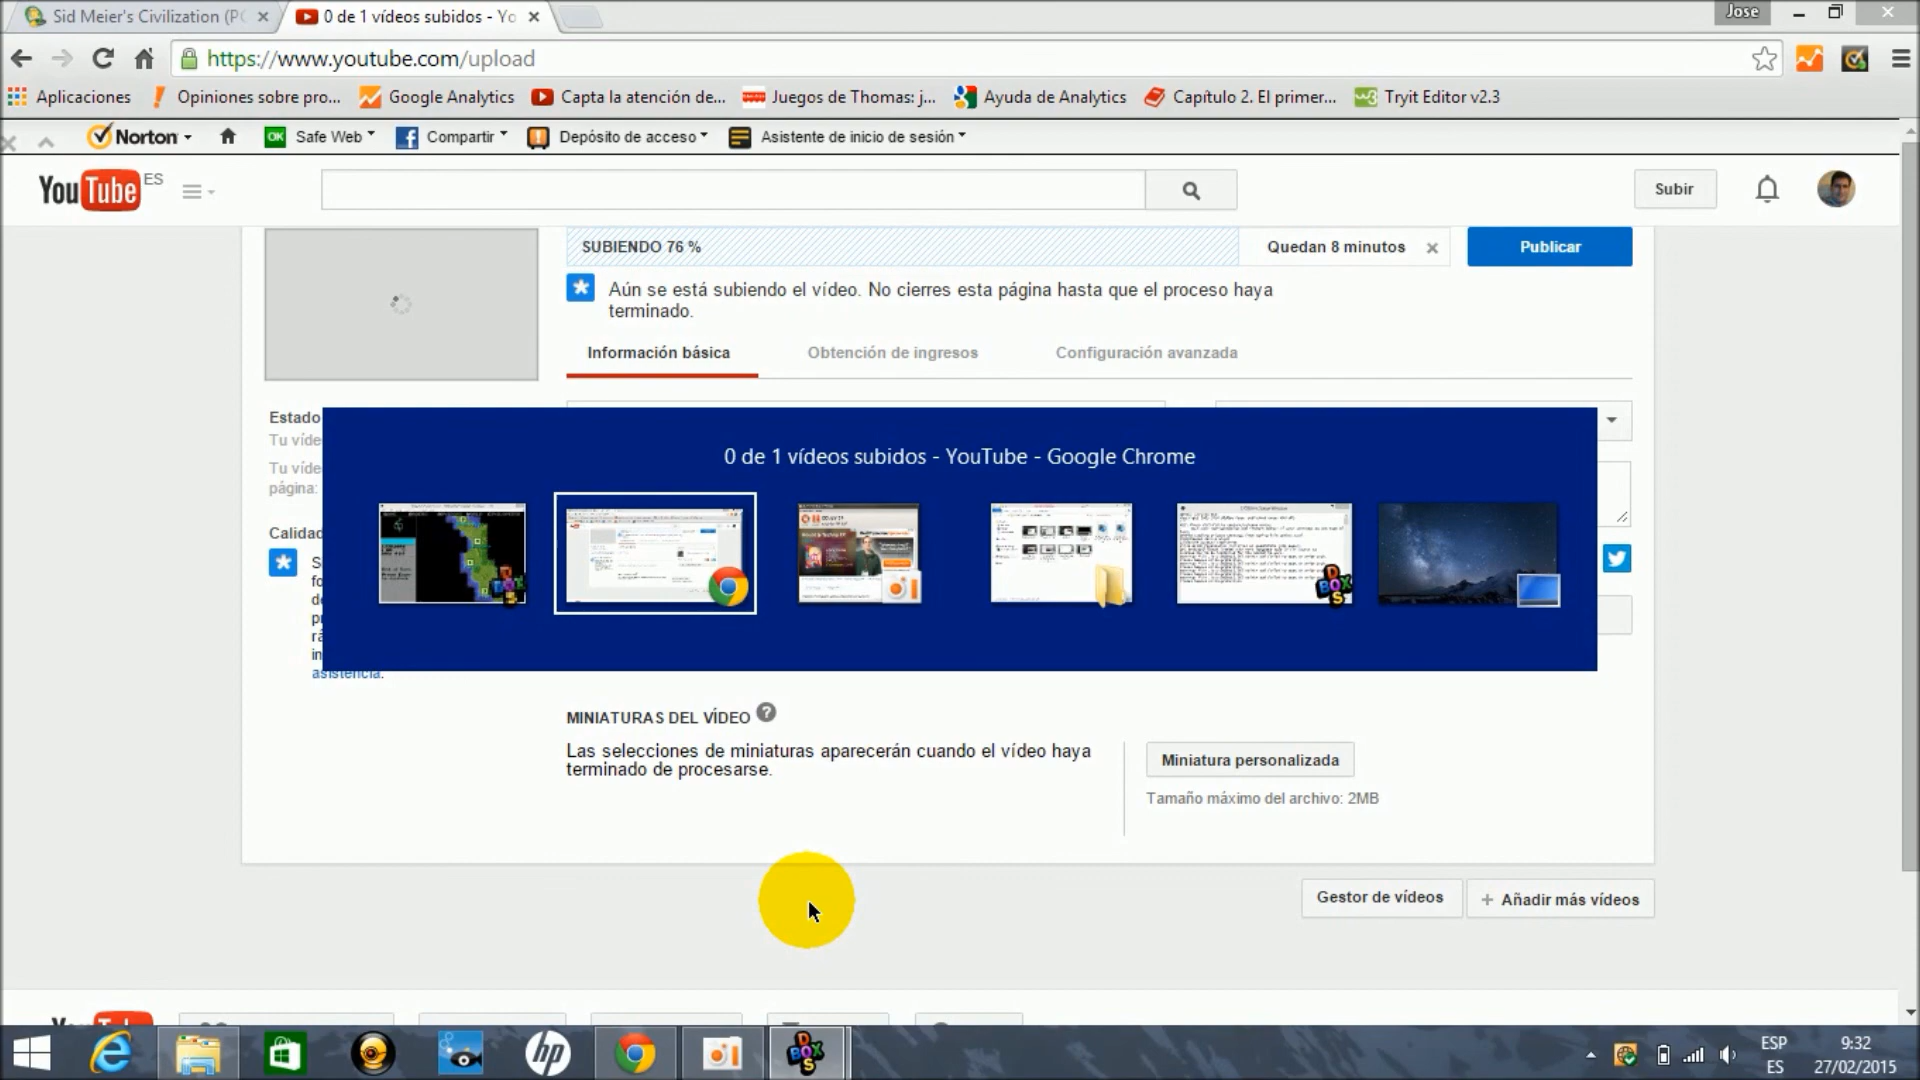 Sid Meier's Civilization (PC
0 de 1 vídeos subidos - Yo
Jose
https://www.youtube.com/upload
Aplicaciones
Opiniones sobre pro...
Google Analytics
Capta la atención de...
Juegos de Thomas: j...
Ayuda de Analytics
Capítulo 2. El primer...
Tryit Editor v2.3
Norton
OK
Safe Web
Compartir
Depósito de acceso
Asistente de inicio de sesión
YouTube ES
Subir
SUBIENDO 76 %
Quedan 8 minutos
Publicar
Aún se está subiendo el vídeo. No cierres esta página hasta que el proceso haya
terminado.
Información básica
Obtención de ingresos
Configuración avanzada
Estado
Tu víde
Tu víde
página:
Calidad
asistencia.
0 de 1 vídeos subidos - YouTube - Google Chrome
MINIATURAS DEL VÍDEO
Las selecciones de miniaturas aparecerán cuando el vídeo haya
terminado de procesarse.
Miniatura personalizada
Tamaño máximo del archivo: 2MB
Gestor de vídeos
+ Añadir más vídeos
hp
DOS BOX
ESP
ES
9:32
27/02/2015